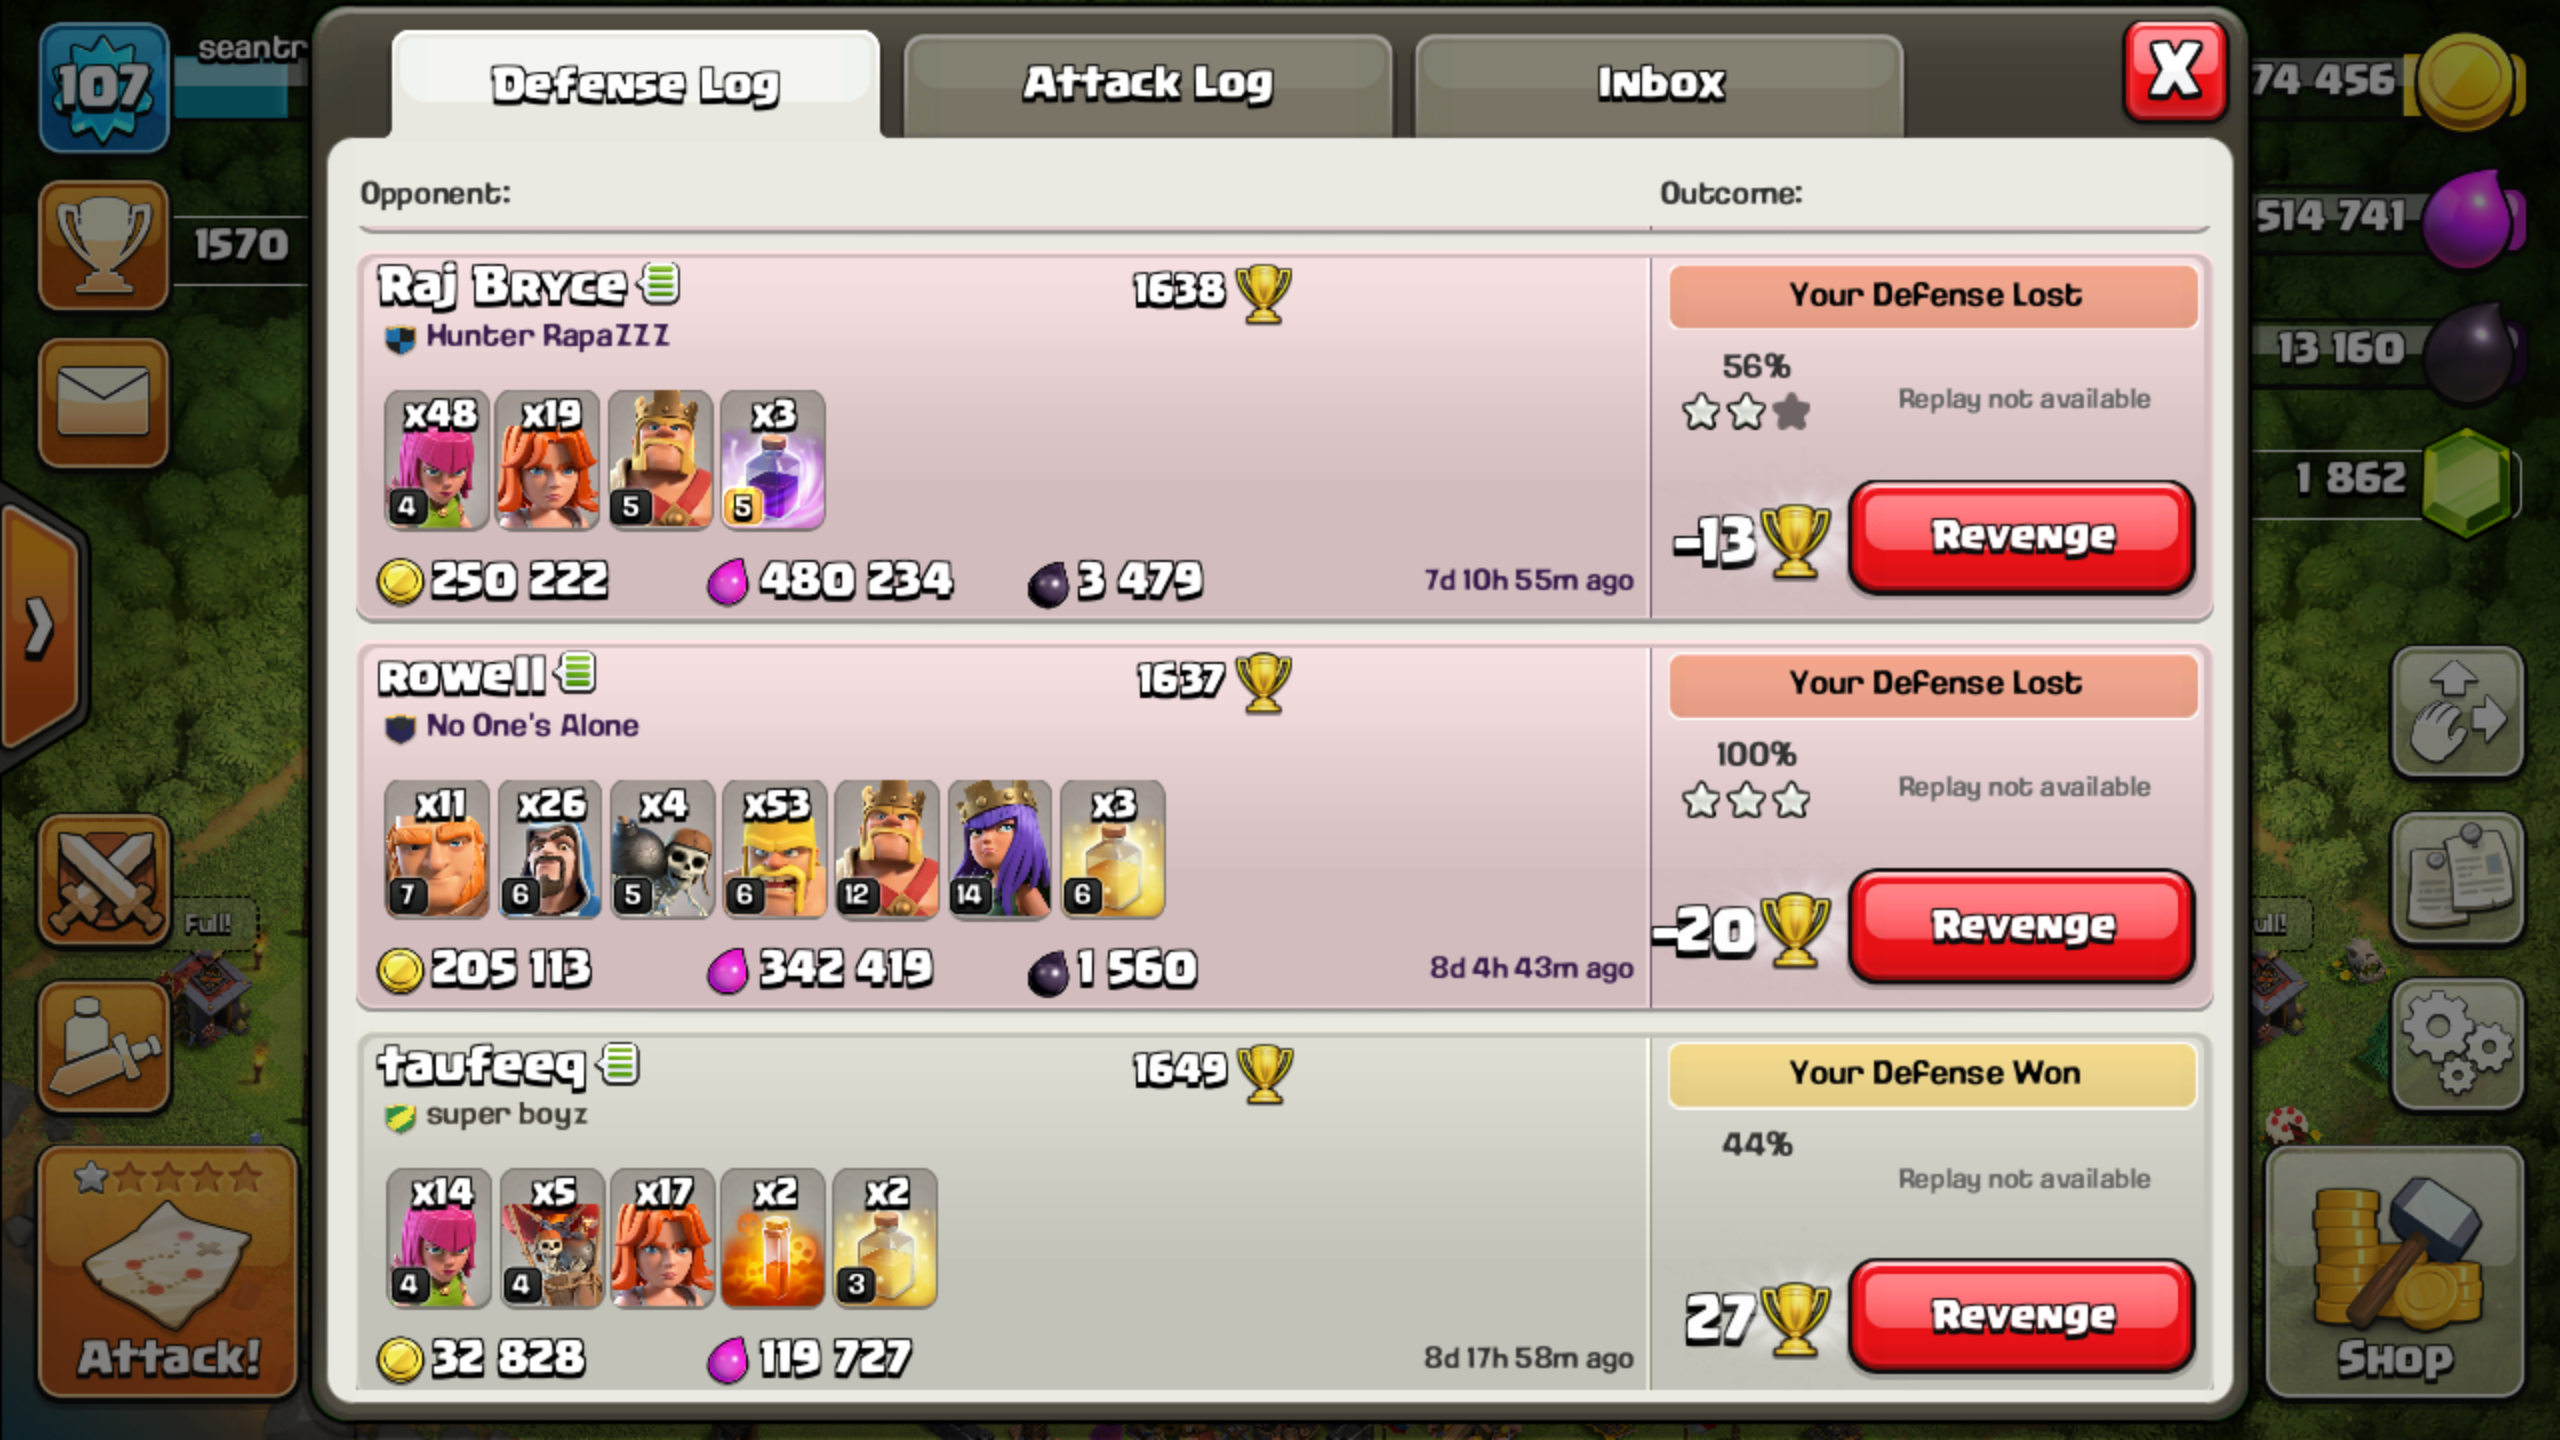 107
seantr
1570
Full!
Attack!
Defense Log
Attack Log
Inbox
X
74 456
514 741
13 160
1 862
Opponent:
Outcome:
Raj Bryce
1638
Hunter RapaZZZ
x48
x19
x3
4
5
5
250 222
480 234
3 479
7d 10h 55m ago
Your Defense Lost
56%
Replay not available
-13
Revenge
Rowell
1637
No One's Alone
x11
x26
x4
x53
x3
7
6
5
6
12
14
6
205 113
342 419
1 560
8d 4h 43m ago
Your Defense Lost
100%
Replay not available
-20
Revenge
taufeeq
1649
super boyz
x14
x5
x17
x2
x2
4
4
3
32 828
119 727
8d 17h 58m ago
Your Defense Won
44%
Replay not available
27
Revenge
Shop